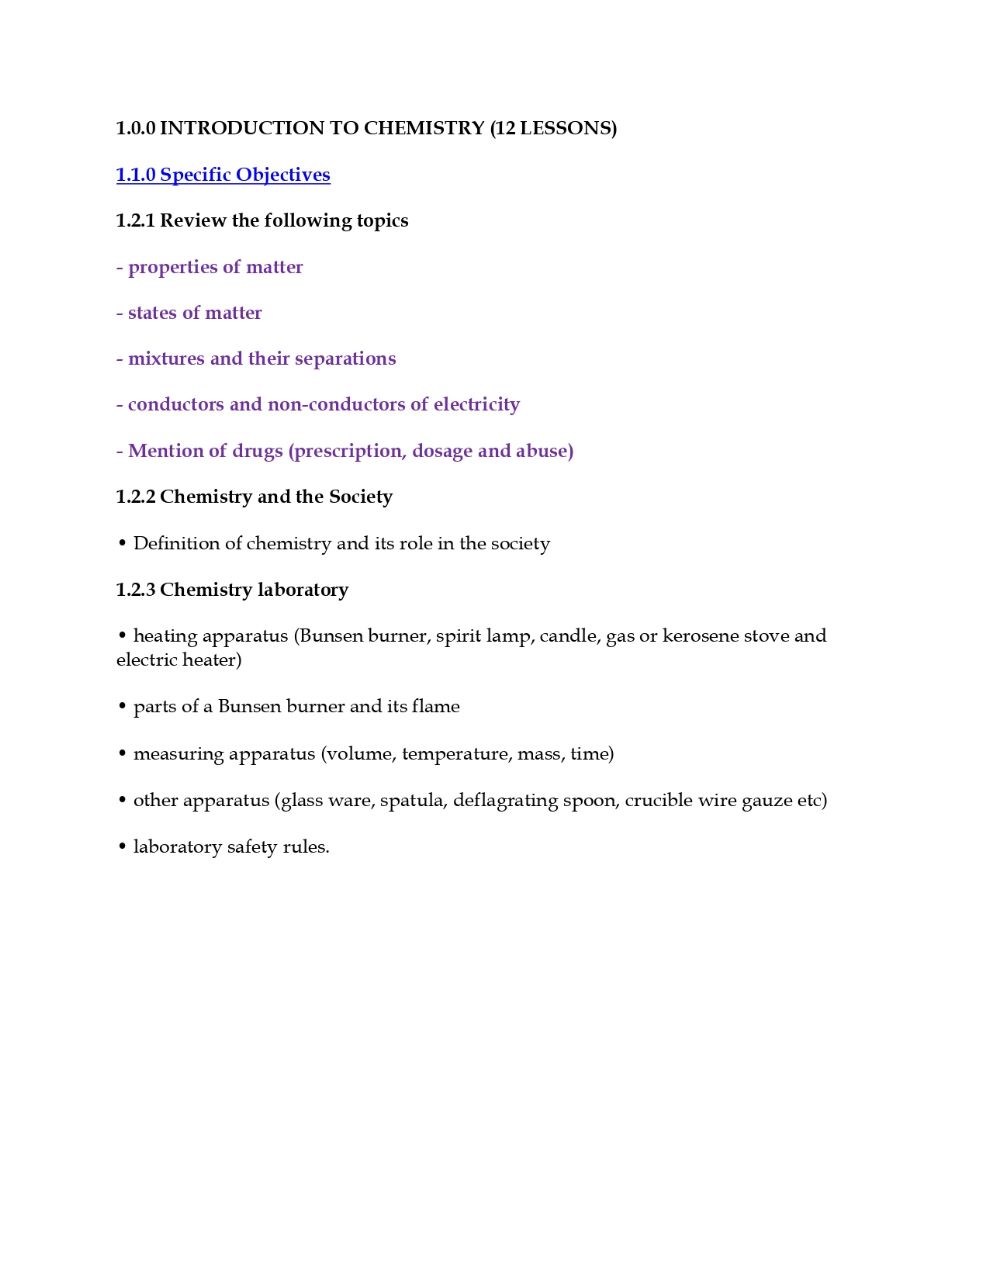 1.0.0 INTRODUCTION TO CHEMISTRY (12 LESSONS)
1.1.0 Specific Objectives
1.2.1 Review the following topics
- properties of matter
- states of matter
- mixtures and their separations
- conductors and non-conductors of electricity
- Mention of drugs (prescription, dosage and abuse)
1.2.2 Chemistry and the Society
• Definition of chemistry and its role in the society
1.2.3 Chemistry laboratory
• heating apparatus (Bunsen burner, spirit lamp, candle, gas or kerosene stove and
electric heater)
• parts of a Bunsen burner and its flame
• measuring apparatus (volume, temperature, mass, time)
• other apparatus (glass ware, spatula, deflagrating spoon, crucible wire gauze etc)
• laboratory safety rules.